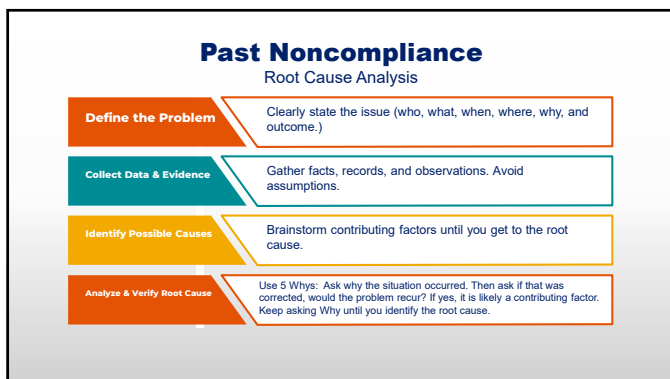 Past Noncompliance
Root Cause Analysis
Define the Problem
Clearly state the issue (who, what, when, where, why, and
outcome.)
Collect Data & Evidence
Gather facts, records, and observations. Avoid
assumptions.
Identify Possible Causes
Brainstorm contributing factors until you get to the root
cause.
Analyze & Verify Root Cause
Use 5 Whys: Ask why the situation occurred. Then ask if that was
corrected, would the problem recur? If yes, it is likely a contributing factor.
Keep asking Why until you identify the root cause.